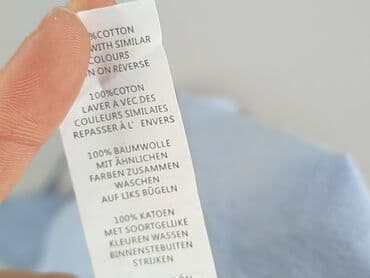 %COTTON
WITH SIMILAR
COLOURS
ON REVERSE
100%COTON
LAVER A VEC DES
COULEURS SIMILAIES
REPASSER À L' ENVERS
100% BAUMWOLLE
MIT ÄHNLICHEN
FARBEN ZUSAMMEN
WASCHEN
AUF LIKS BÜGELN
100% KATOEN
MET SOORTGELIJKE
KLEUREN WASSEN
BINNENSTEBUITEN
STRIJKEN